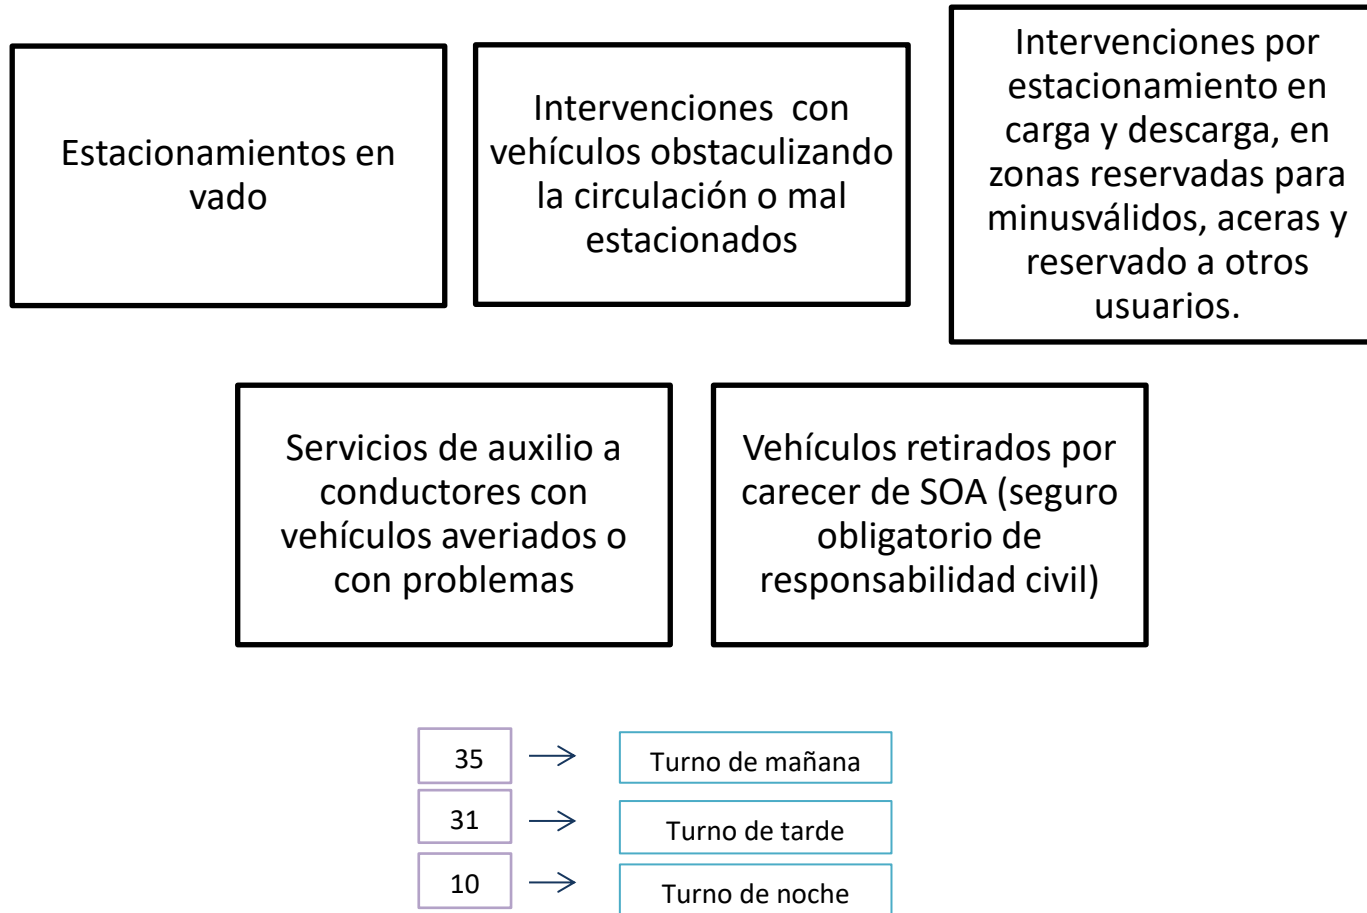 Estacionamientos en
vado
Intervenciones con
vehículos obstaculizando
la circulación o mal
estacionados
Intervenciones por
estacionamiento en
carga y descarga, en
zonas reservadas para
minusválidos, aceras y
reservado a otros
usuarios.
Servicios de auxilio a
conductores con
vehículos averiados o
con problemas
Vehículos retirados por
carecer de SOA (seguro
obligatorio de
responsabilidad civil)
35
Turno de mañana
31
Turno de tarde
10
Turno de noche